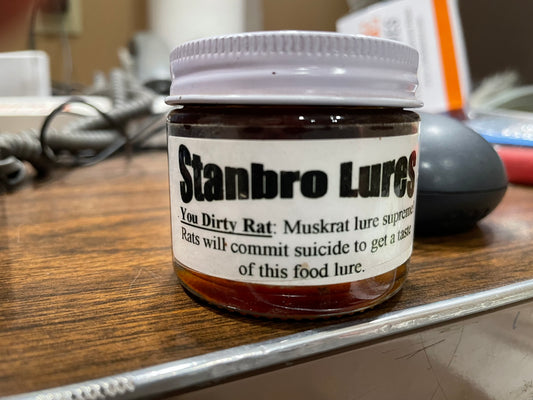 Stanbro Lures
You Dirty Rat: Muskrat lure supreme
Rats will commit suicide to get a taste
of this food lure.